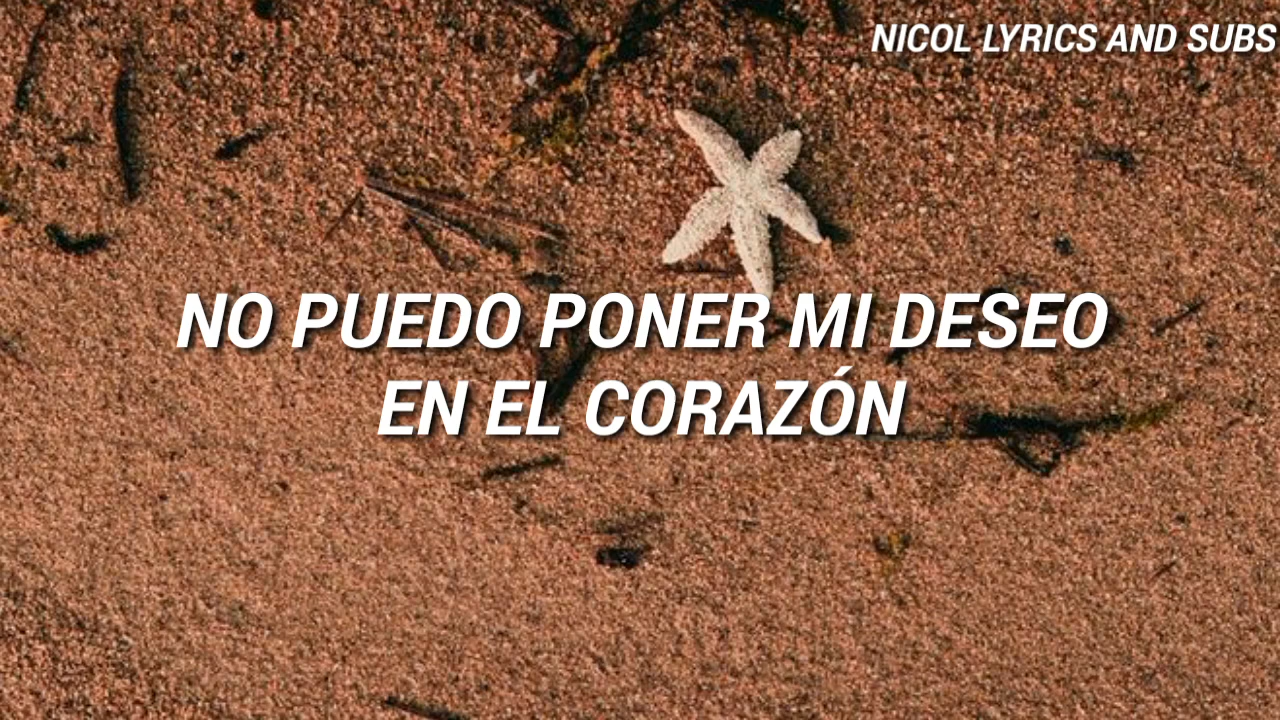 NICOL LYRICS AND SUBS
NO PUEDO PONER MI DESEO
EN EL CORAZÓN